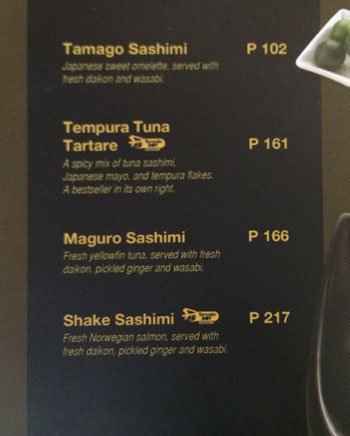 Tamago Sashimi P 102
Japanese sweet omelette, served with
fresh daikon and wasabi.
Tempura Tuna
Tartare P 161
A spicy mix of tuna sashimi,
Japanese mayo, and tempura flakes.
A bestseller in its own right.
Maguro Sashimi P 166
Fresh yellowfin tuna, served with fresh
daikon, pickled ginger and wasabi.
Shake Sashimi P 217
Fresh Norwegian salmon, served with
fresh daikon, pickled ginger and wasabi.